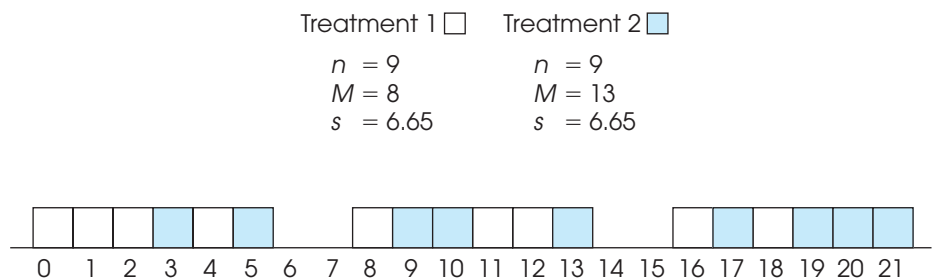 Treatment 1 Treatment 2
n = 9 n = 9
M = 8 M = 13
s = 6.65 s = 6.65
0 1 2 3 4 5 6 7 8 9 10 11 12 13 14 15 16 17 18 19 20 21